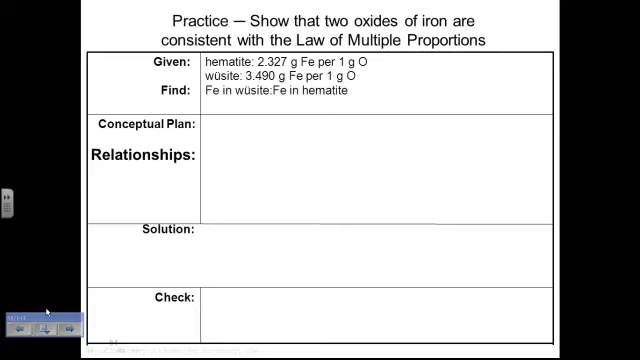 Practice — Show that two oxides of iron are
consistent with the Law of Multiple Proportions
Given: hematite: 2.327 g Fe per 1 g O
wüsite: 3.490 g Fe per 1 g O
Find: Fe in wüsite:Fe in hematite
Conceptual Plan:
Relationships:
Solution:
Check: